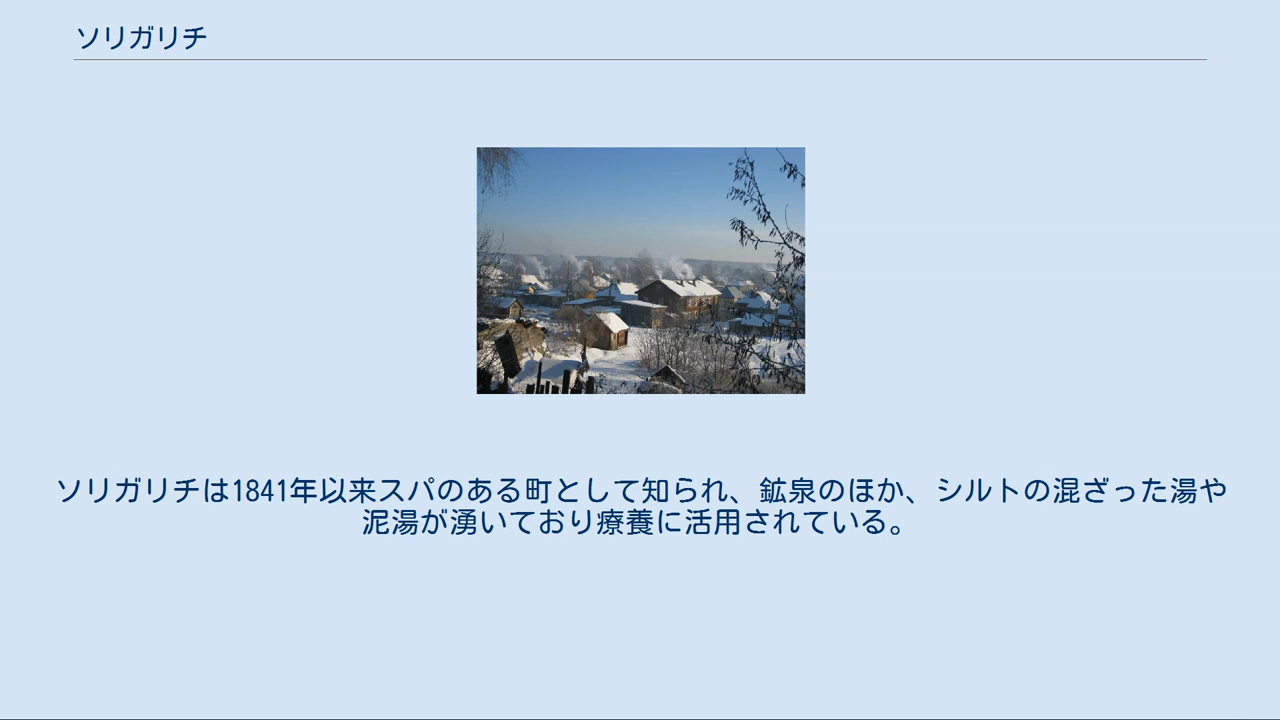 ソリガリチ
ソリガリチは1841年以来スパのある町として知られ、鉱泉のほか、シルトの混ざった湯や
泥湯が湧いており療養に活用されている。